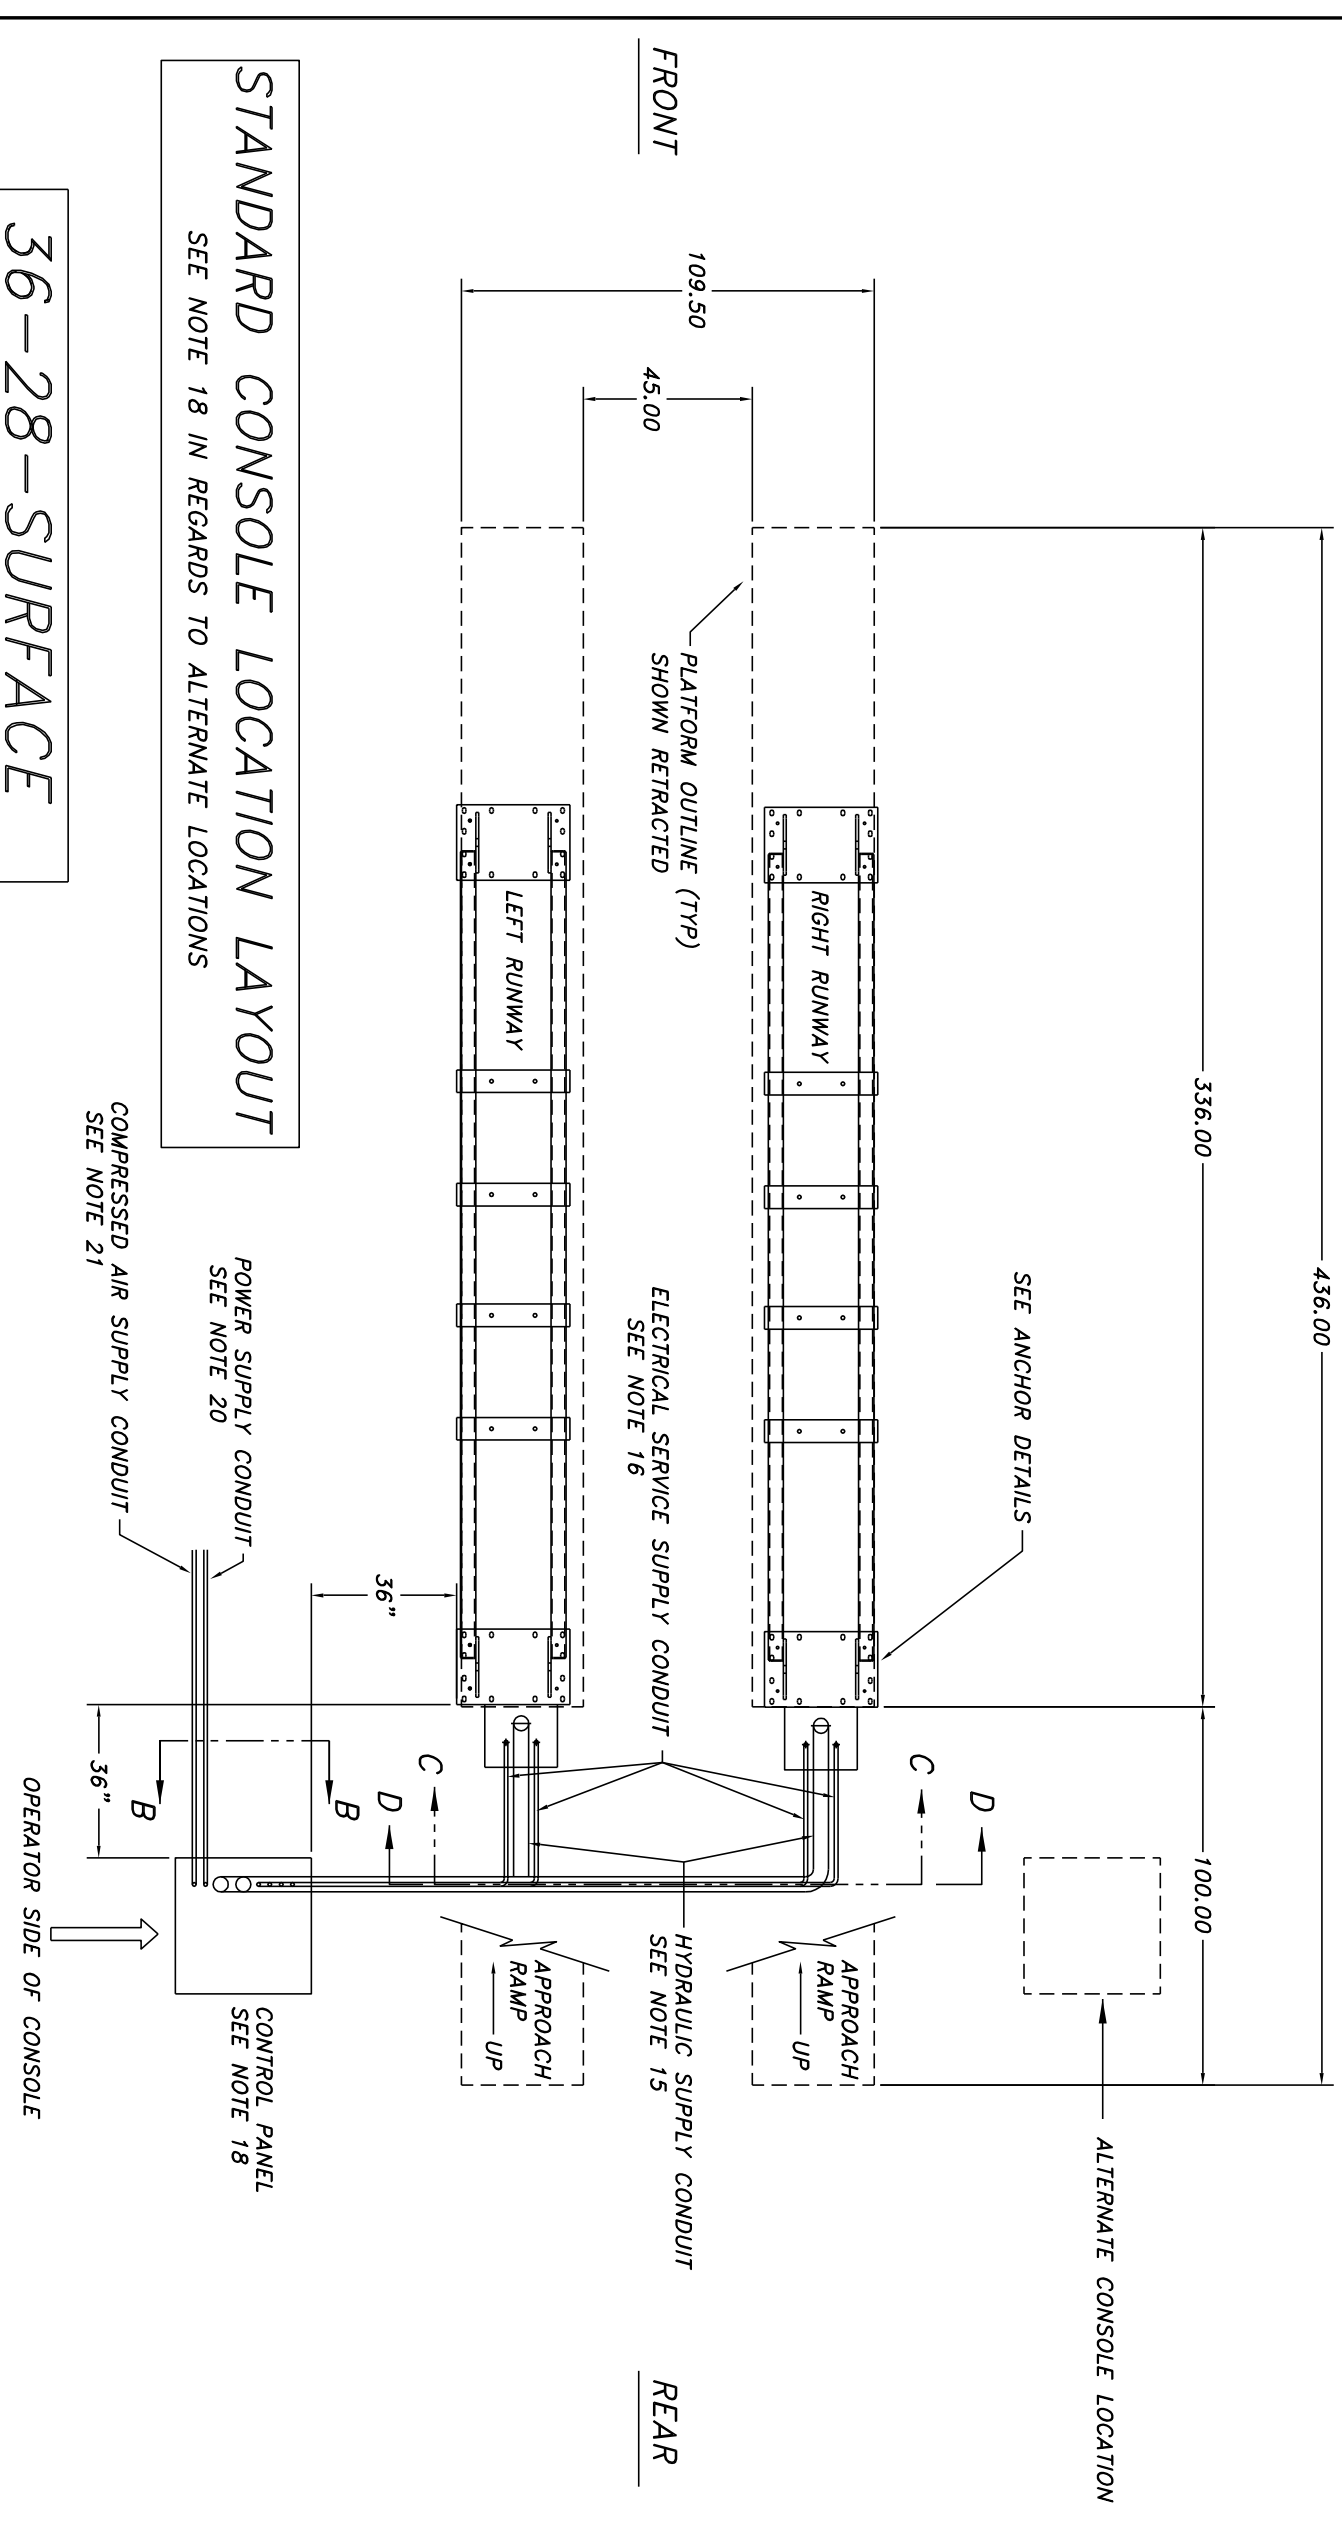 436.00
336.00
100.00
ALTERNATE CONSOLE LOCATION
SEE ANCHOR DETAILS
D
C
FRONT
109.50
45.00
PLATFORM OUTLINE (TYP)
SHOWN RETRACTED
RIGHT RUNWAY
APPROACH
RAMP
UP
ELECTRICAL SERVICE SUPPLY CONDUIT
SEE NOTE 16
HYDRAULIC SUPPLY CONDUIT
SEE NOTE 15
REAR
LEFT RUNWAY
APPROACH
RAMP
UP
C
D
36"
B
B
STANDARD CONSOLE LOCATION LAYOUT
SEE NOTE 18 IN REGARDS TO ALTERNATE LOCATIONS
POWER SUPPLY CONDUIT
SEE NOTE 20
COMPRESSED AIR SUPPLY CONDUIT
SEE NOTE 21
36"
CONTROL PANEL
SEE NOTE 18
OPERATOR SIDE OF CONSOLE
36-28-SURFACE